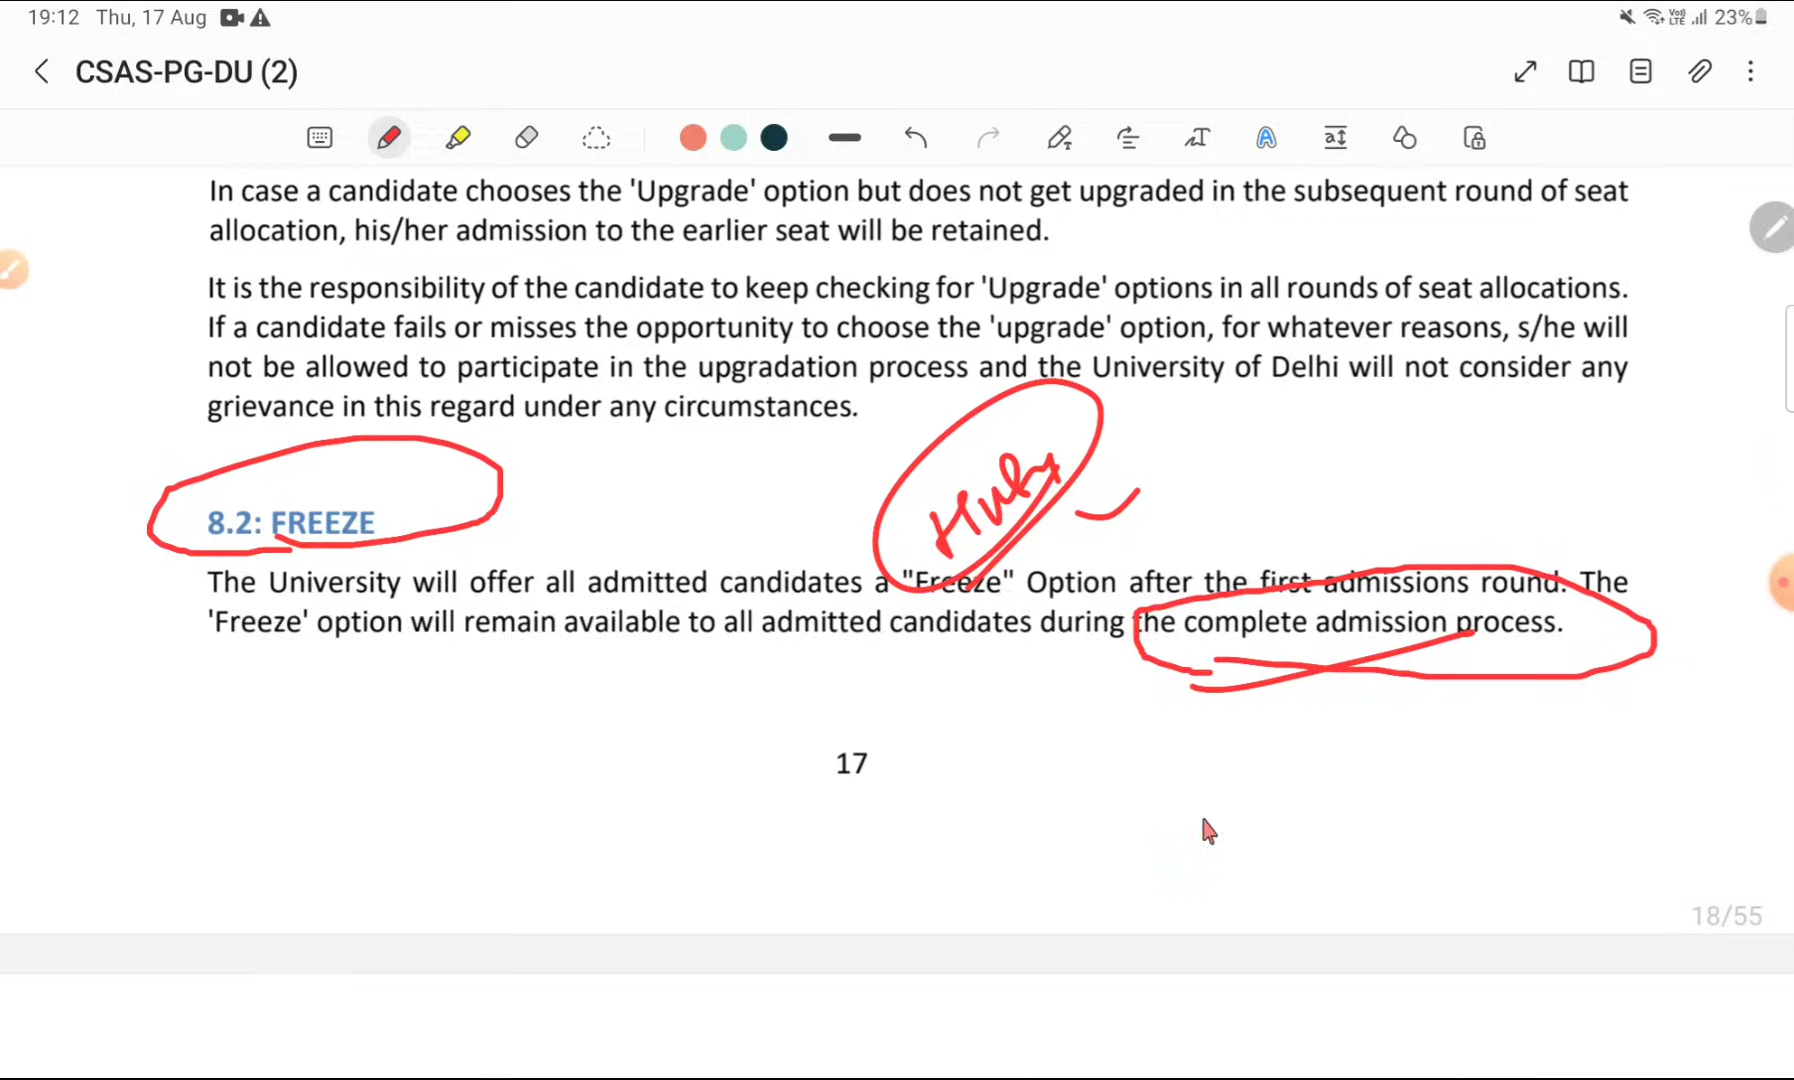 19:12 Thu, 17 Aug
23%
CSAS-PG-DU (2)
In case a candidate chooses the 'Upgrade' option but does not get upgraded in the subsequent round of seat
allocation, his/her admission to the earlier seat will be retained.
It is the responsibility of the candidate to keep checking for 'Upgrade' options in all rounds of seat allocations.
If a candidate fails or misses the opportunity to choose the 'upgrade' option, for whatever reasons, s/he will
not be allowed to participate in the upgradation process and the University of Delhi will not consider any
grievance in this regard under any circumstances.
8.2: FREEZE
The University will offer all admitted candidates a "Freeze" Option after the first admissions round. The
'Freeze' option will remain available to all admitted candidates during the complete admission process.
17
18/55